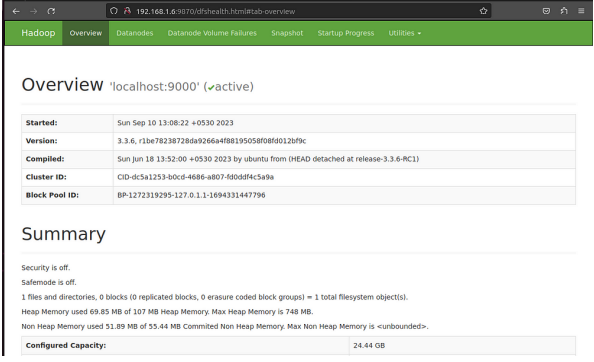 192.168.1.6:9870/dfshealth.html#tab-overview
Hadoop Overview Datanodes Datanode Volume Failures Snapshot Startup Progress Utilities
Overview 'localhost:9000' (✔active)
Started: Sun Sep 10 13:08:22 +0530 2023
Version: 3.3.6, r1be78238728da9266a4f88195058f08fd012bf9c
Compiled: Sun Jun 18 13:52:00 +0530 2023 by ubuntu from (HEAD detached at release-3.3.6-RC1)
Cluster ID: CID-dc5a1253-b0cd-4686-a807-fd0ddf4c5a9a
Block Pool ID: BP-1272319295-127.0.1.1-1694331447796
Summary
Security is off.
Safemode is off.
1 files and directories, 0 blocks (0 replicated blocks, 0 erasure coded block groups) = 1 total filesystem object(s).
Heap Memory used 69.85 MB of 107 MB Heap Memory. Max Heap Memory is 748 MB.
Non Heap Memory used 51.89 MB of 55.44 MB Commited Non Heap Memory. Max Non Heap Memory is <unbounded>.
Configured Capacity: 24.44 GB